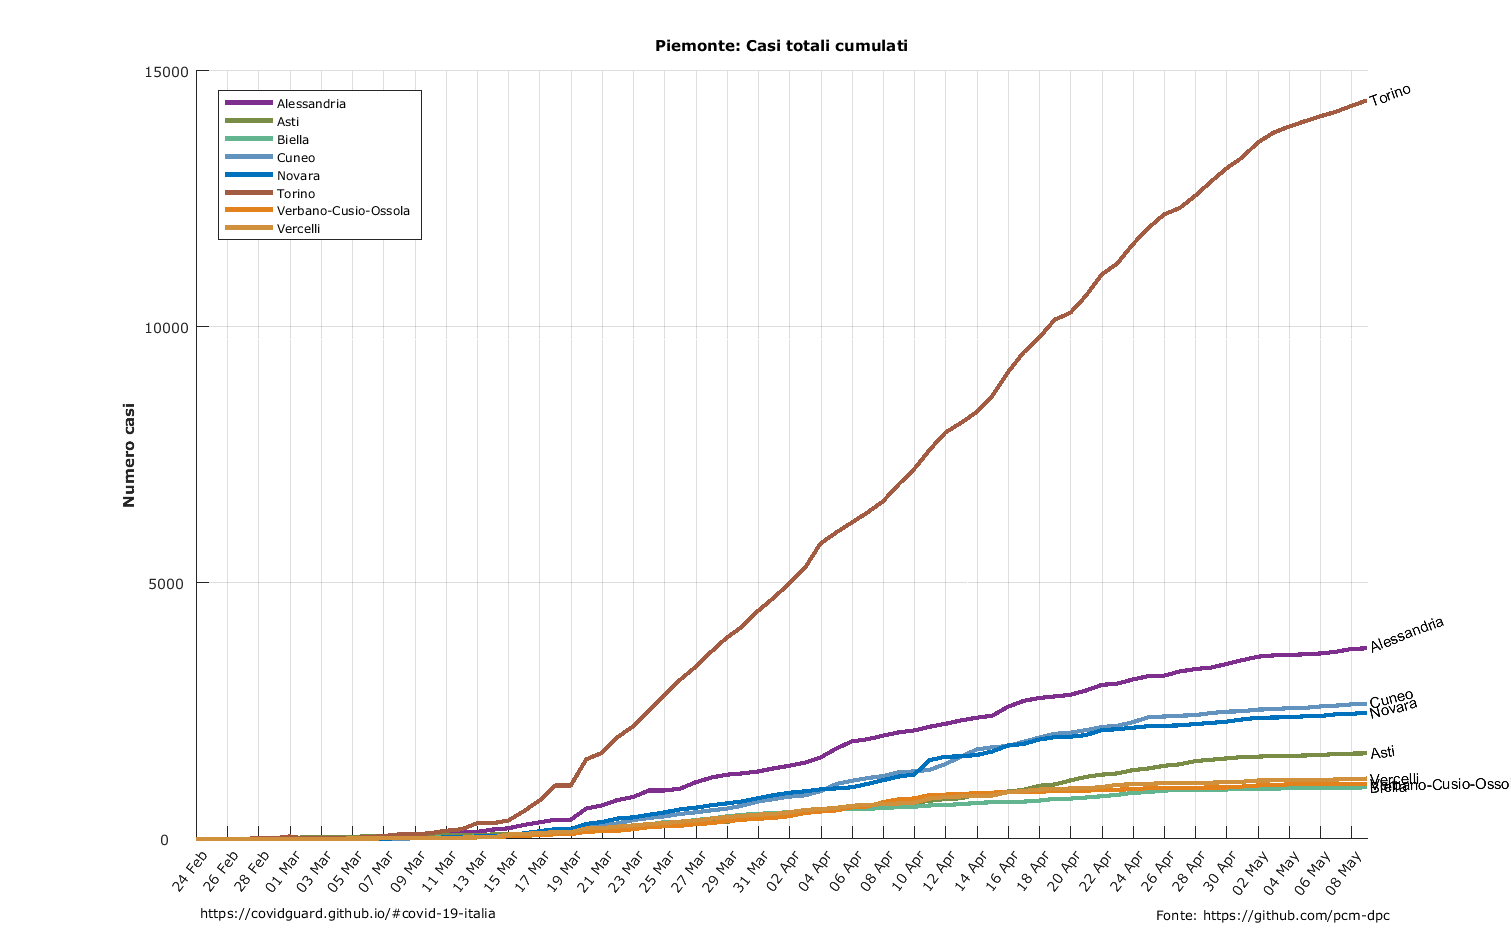 Piemonte: Casi totali cumulati
15000
10000
5000
0
Numero casi
Alessandria
Asti
Biella
Cuneo
Novara
Torino
Verbano-Cusio-Ossola
Vercelli
Torino
Alessandria
Cuneo
Novara
Asti
Vercelli
Verbano-Cusio-Osso
Biella
24 Feb
26 Feb
28 Feb
01 Mar
03 Mar
05 Mar
07 Mar
09 Mar
11 Mar
13 Mar
15 Mar
17 Mar
19 Mar
21 Mar
23 Mar
25 Mar
27 Mar
29 Mar
31 Mar
02 Apr
04 Apr
06 Apr
08 Apr
10 Apr
12 Apr
14 Apr
16 Apr
18 Apr
20 Apr
22 Apr
24 Apr
26 Apr
28 Apr
30 Apr
02 May
04 May
06 May
08 May
https://covidguard.github.io/#covid-19-italia
Fonte: https://github.com/pcm-dpc